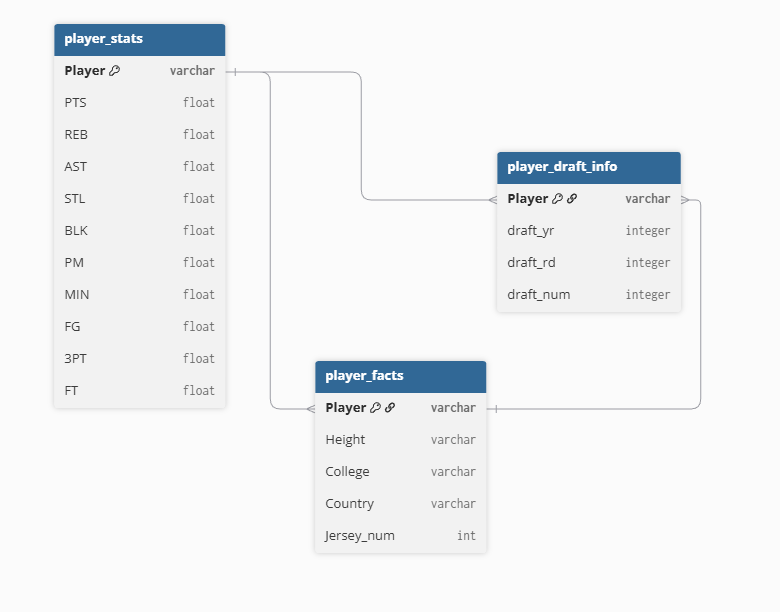 player_stats
Player varchar
PTS float
REB float
AST float
STL float
BLK float
PM float
MIN float
FG float
3PT float
FT float
player_draft_info
Player varchar
draft_yr integer
draft_rd integer
draft_num integer
player_facts
Player varchar
Height varchar
College varchar
Country varchar
Jersey_num int